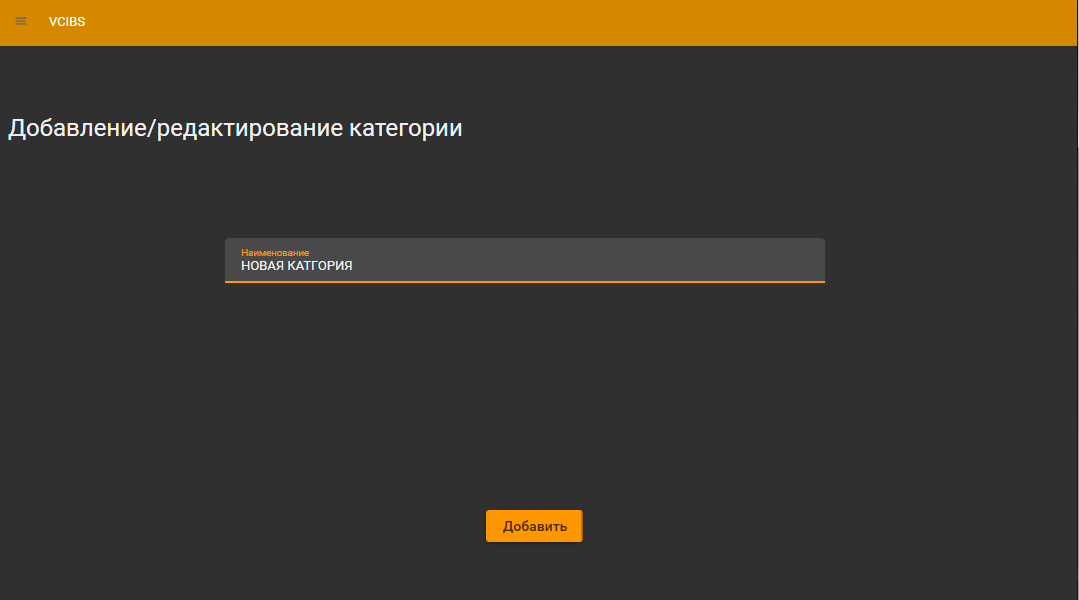 VCIBS
Добавление/редактирование категории
Наименование
НОВАЯ КАТГОРИЯ
Добавить